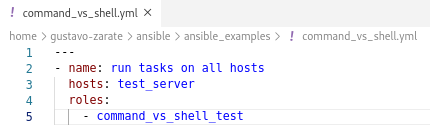 ! command_vs_shell.yml ×
home > gustavo-zarate > ansible > ansible_examples > ! command_vs_shell.yml
1 ---
2 - name: run tasks on all hosts
3   hosts: test_server
4   roles:
5     - command_vs_shell_test